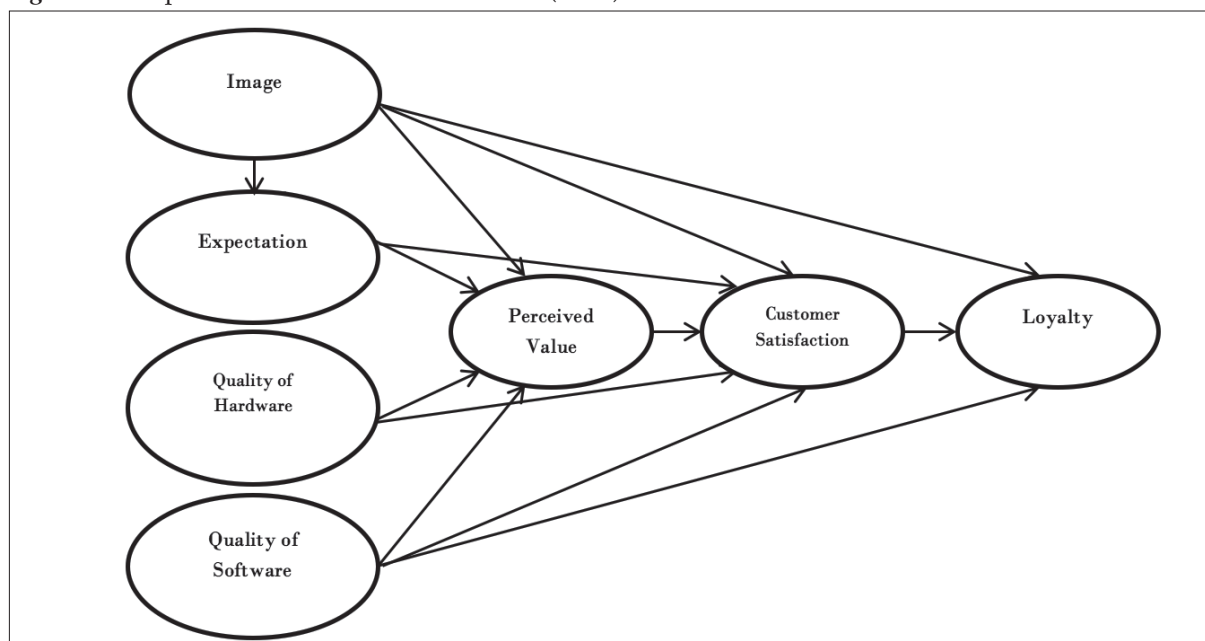 Image
Expectation
Perceived
Value
Customer
Satisfaction
Loyalty
Quality of
Hardware
Quality of
Software